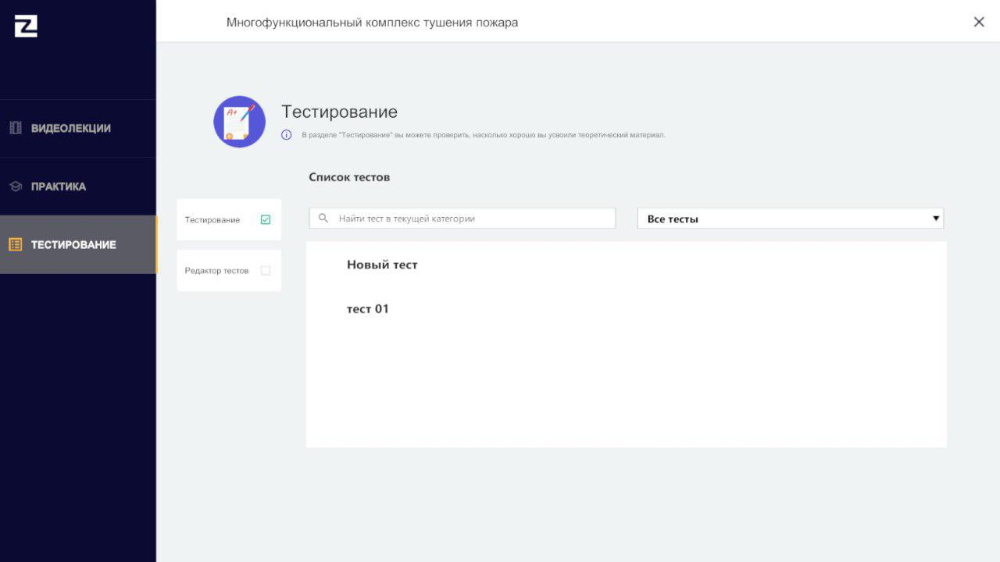 Многофункциональный комплекс тушения пожара
ВИДЕОЛЕКЦИИ
ПРАКТИКА
ТЕСТИРОВАНИЕ
A+
Тестирование
В разделе "Тестирование" вы можете проверить, насколько хорошо вы усвоили теоретический материал.
Список тестов
Тестирование
Редактор тестов
Найти тест в текущей категории
Все тесты
Новый тест
тест 01